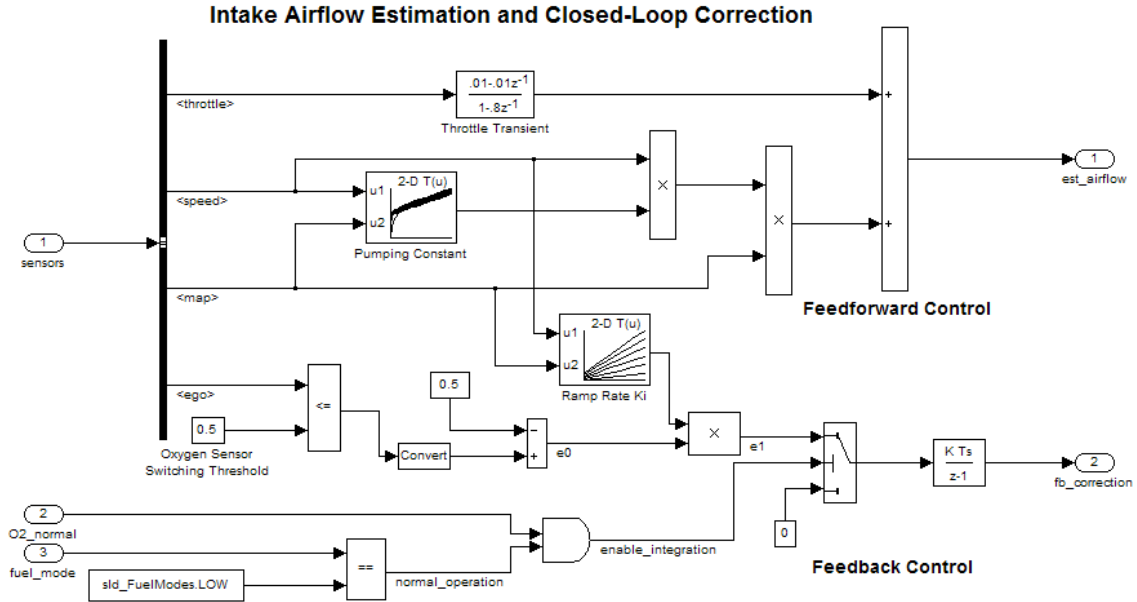 Intake Airflow Estimation and Closed-Loop Correction
.01-.01z-1
1-.8z-1
<throttle>
Throttle Transient
+
2-D T(u)
u1
u2
<speed>
Pumping Constant
×
×
+
1
est_airflow
1
sensors
<map>
Feedforward Control
2-D T(u)
u1
u2
Ramp Rate Ki
<ego>
<=
0.5
Oxygen Sensor
Switching Threshold
0.5
−
+
Convert
e0
×
e1
K Ts
z-1
2
fb_correction
0
2
O2_normal
3
fuel_mode
enable_integration
sld_FuelModes.LOW
==
normal_operation
Feedback Control